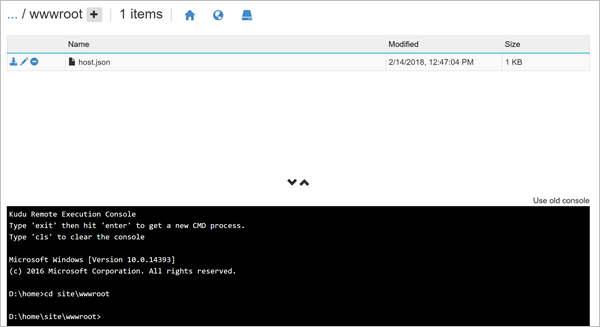 ... / wwwroot + | 1 items |
Name Modified Size
host.json 2/14/2018, 12:47:04 PM 1 KB
Use old console
Kudu Remote Execution Console
Type 'exit' then hit 'enter' to get a new CMD process.
Type 'cls' to clear the console
Microsoft Windows [Version 10.0.14393]
(c) 2016 Microsoft Corporation. All rights reserved.
D:\home>cd site\wwwroot
D:\home\site\wwwroot>